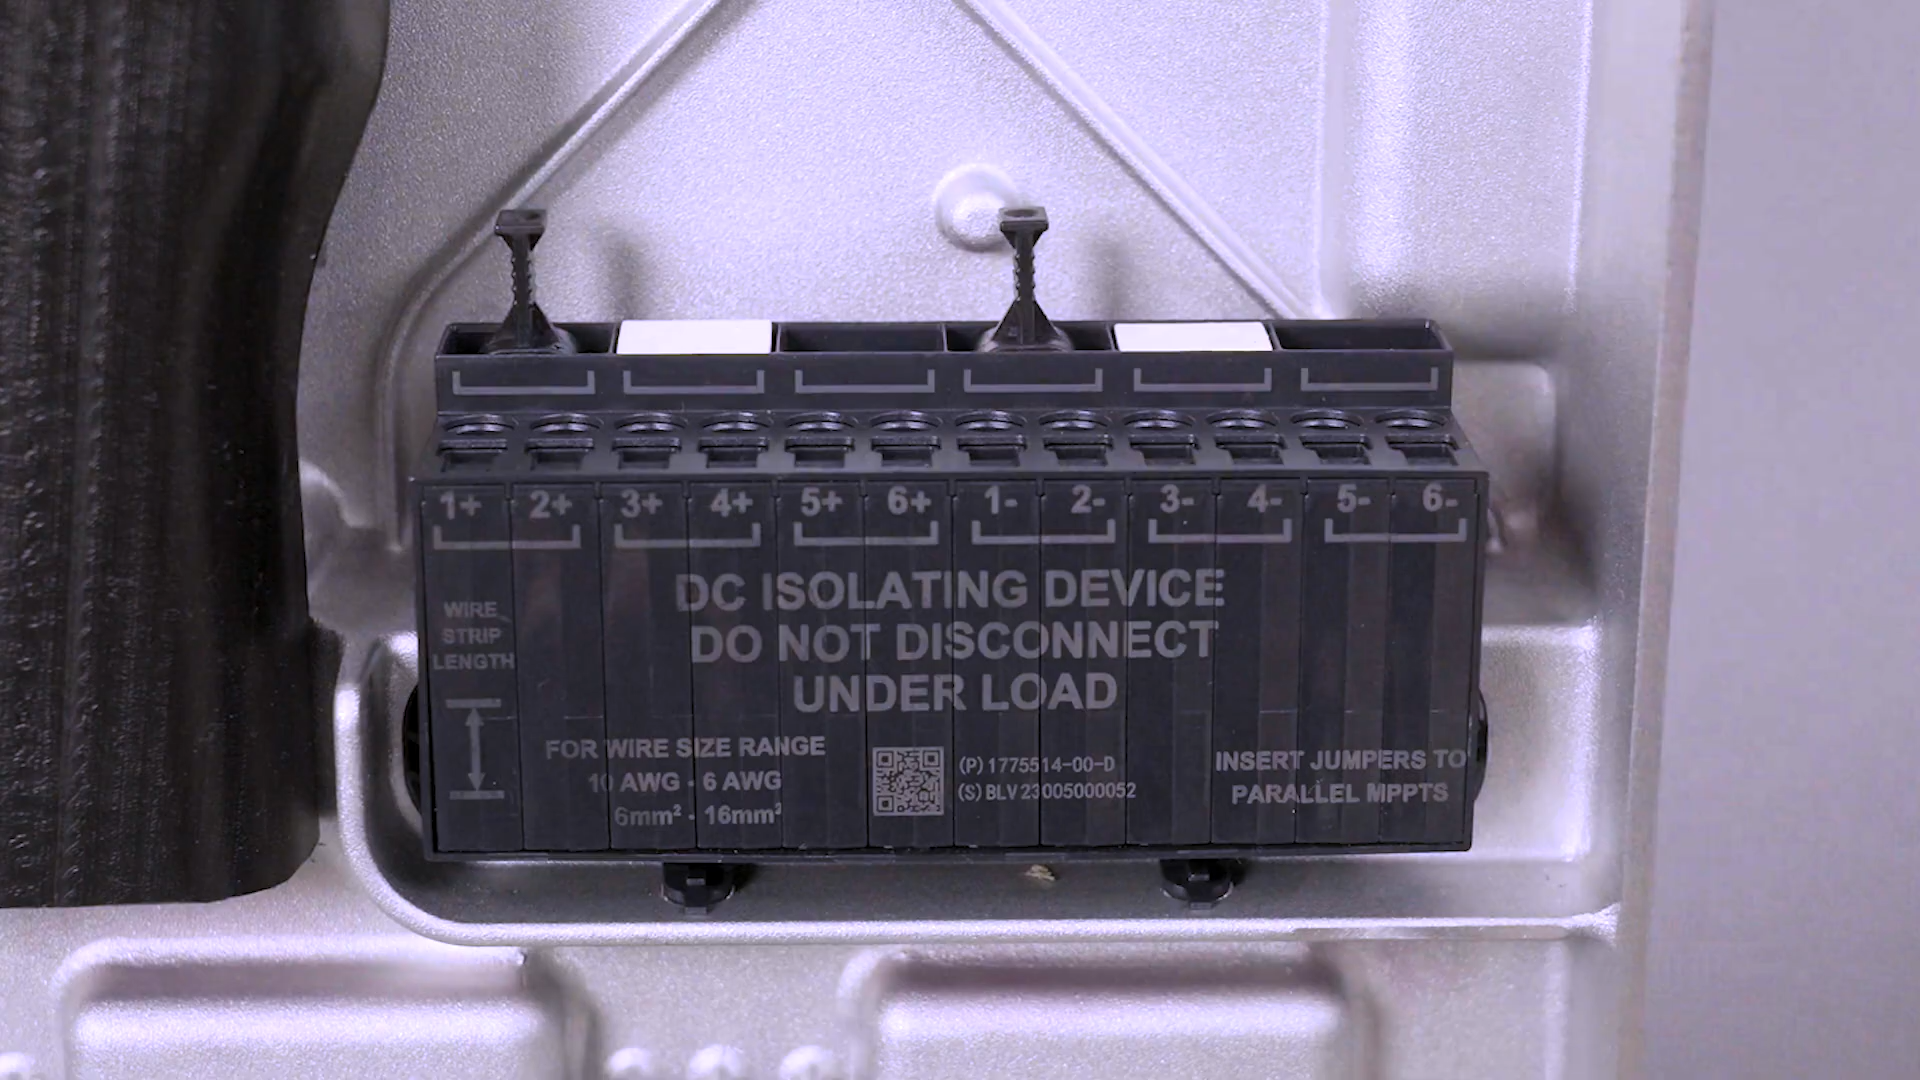 1+ 2+ 3+ 4+ 5+ 6+ 1- 2- 3- 4- 5- 6-
DC ISOLATING DEVICE
DO NOT DISCONNECT
UNDER LOAD
WIRE
STRIP
LENGTH
FOR WIRE SIZE RANGE
10 AWG - 6 AWG
6mm² - 16mm²
(P) 1775514-00-D
(S) BLV23005000052
INSERT JUMPERS TO
PARALLEL MPPTS